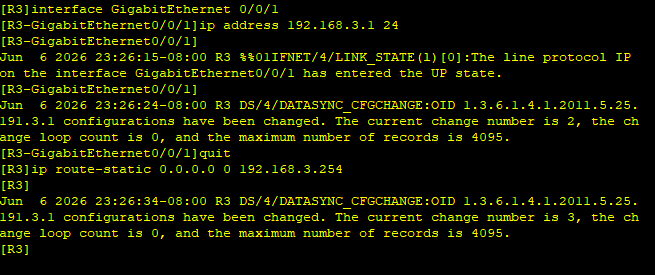 [R3]interface GigabitEthernet 0/0/1
[R3-GigabitEthernet0/0/1]ip address 192.168.3.1 24
[R3-GigabitEthernet0/0/1]
Jun  6 2026 23:26:15-08:00 R3 %%01IFNET/4/LINK_STATE(l)[0]:The line protocol IP
on the interface GigabitEthernet0/0/1 has entered the UP state.
[R3-GigabitEthernet0/0/1]
Jun  6 2026 23:26:24-08:00 R3 DS/4/DATASYNC_CFGCHANGE:OID 1.3.6.1.4.1.2011.5.25.
191.3.1 configurations have been changed. The current change number is 2, the ch
ange loop count is 0, and the maximum number of records is 4095.
[R3-GigabitEthernet0/0/1]quit
[R3]ip route-static 0.0.0.0 0 192.168.3.254
[R3]
Jun  6 2026 23:26:34-08:00 R3 DS/4/DATASYNC_CFGCHANGE:OID 1.3.6.1.4.1.2011.5.25.
191.3.1 configurations have been changed. The current change number is 3, the ch
ange loop count is 0, and the maximum number of records is 4095.
[R3]